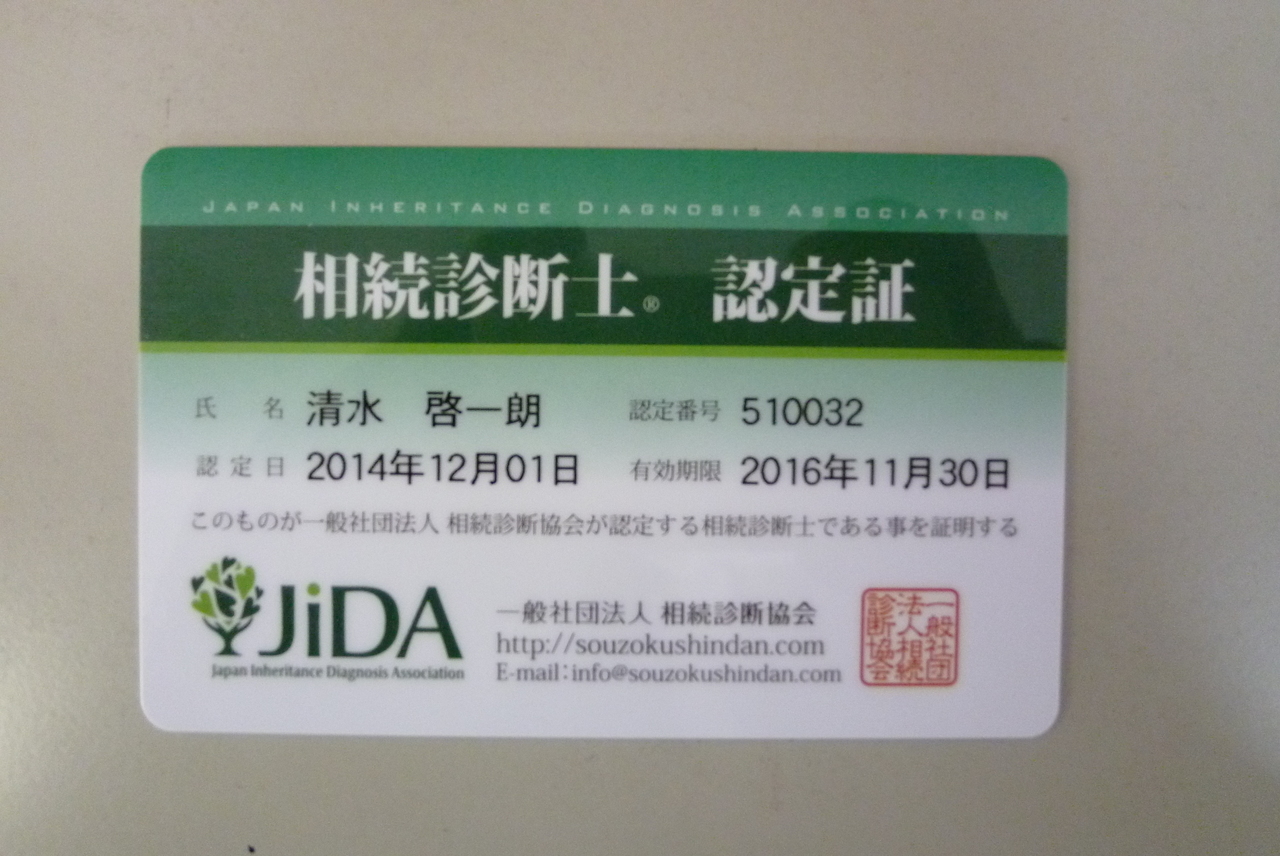 JAPAN INHERITANCE DIAGNOSIS ASSOCIATION
相続診断士® 認定証
氏名 清水 啓一朗 認定番号 510032
認定日 2014年12月01日 有効期限 2016年11月30日
このものが一般社団法人 相続診断協会が認定する相続診断士である事を証明する
JiDA
Japan Inheritance Diagnosis Association
一般社団法人 相続診断協会
http://souzokushindan.com
E-mail:info@souzokushindan.com
一般社団
法人相続
診断協会